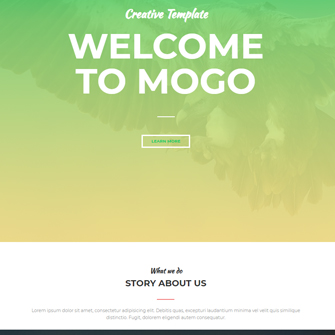 Creative Template
WELCOME
TO MOGO
LEARN MORE
What we do
STORY ABOUT US
Lorem ipsum dolor sit amet, consectetur adipisicing elit. Debitis quas, excepturi laudantium minima vel velit quis similique
distinctio. Fugit, dolorem eligendi autem consequatur.